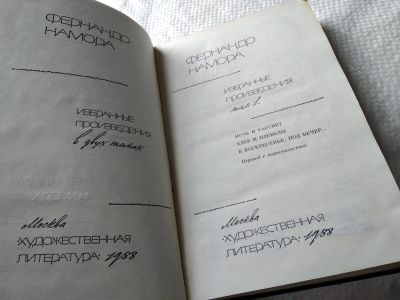 ФЕРНАНДО
НАМОРА
ИЗБРАННЫЕ
ПРОИЗВЕДЕНИЯ
в двух томах
Москва
·ХУДОЖЕСТВЕННАЯ
ЛИТЕРАТУРА· 1988
ФЕРНАНДО
НАМОРА
ИЗБРАННЫЕ
ПРОИЗВЕДЕНИЯ
том 1
НОЧЬ И РАССВЕТ
ХЛЕБ И ПЛЕВЕЛЫ
В ВОСКРЕСЕНЬЕ, ПОД ВЕЧЕР...
Перевод с португальского
Москва
·ХУДОЖЕСТВЕННАЯ
ЛИТЕРАТУРА· 1988